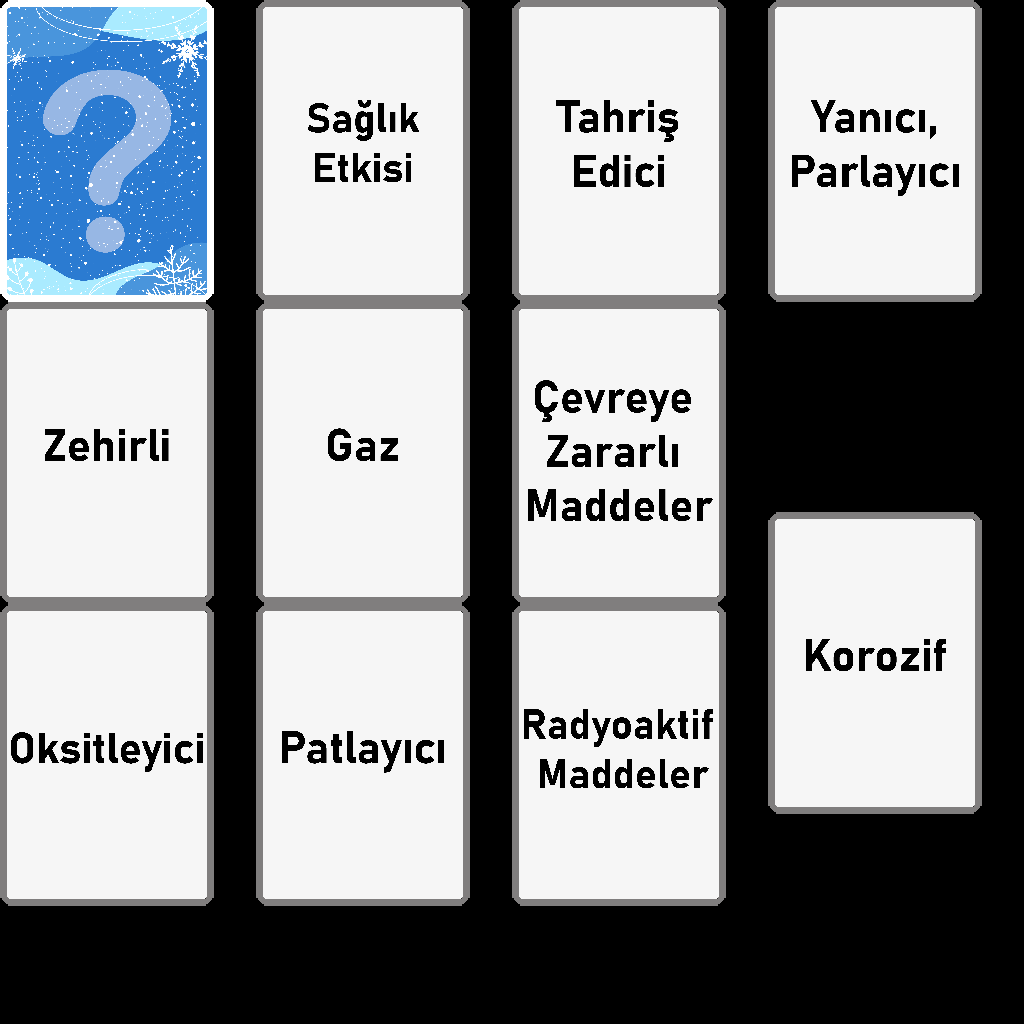 ?
Sağlık
Etkisi
Tahriş
Edici
Yanıcı,
Parlayıcı
Zehirli
Gaz
Çevreye
Zararlı
Maddeler
Korozif
Oksitleyici
Patlayıcı
Radyoaktif
Maddeler